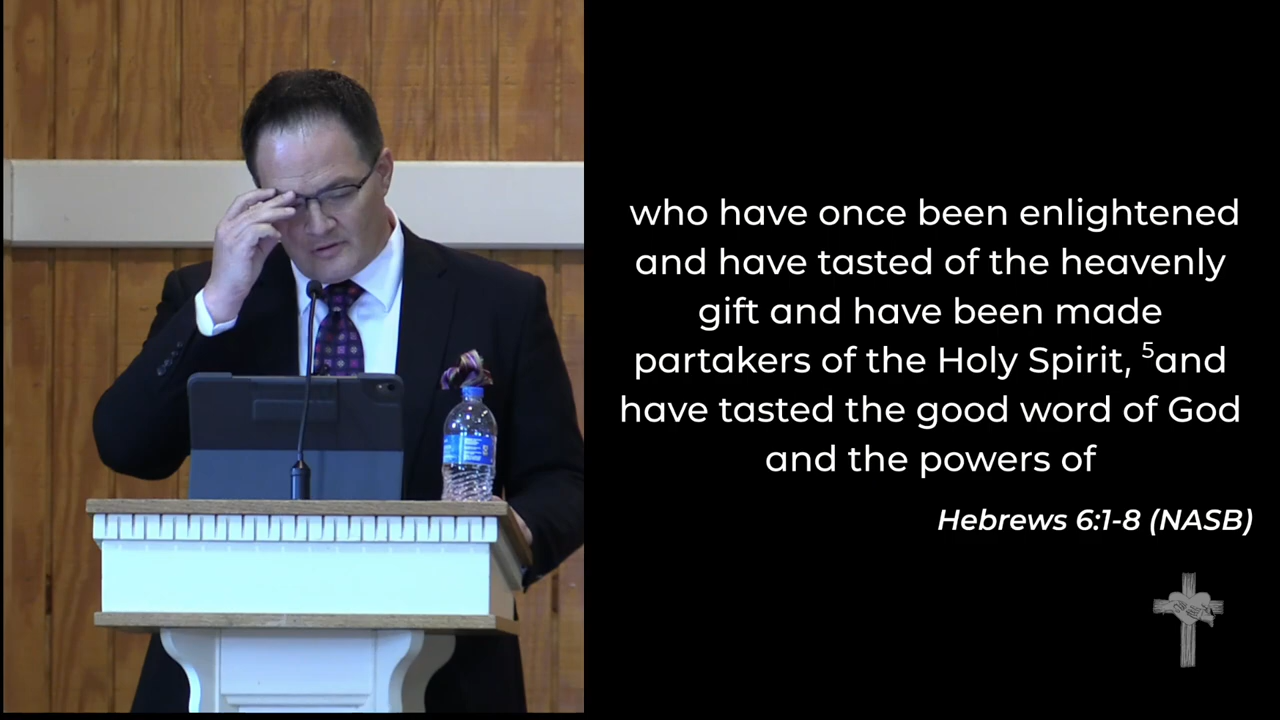 who have once been enlightened
and have tasted of the heavenly
gift and have been made
partakers of the Holy Spirit, ⁵and
have tasted the good word of God
and the powers of
Hebrews 6:1-8 (NASB)